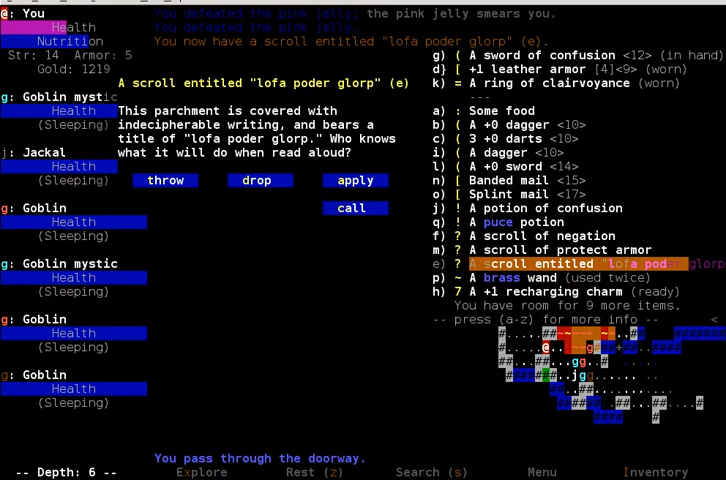 @: You
You defeated the pink jelly; the pink jelly smears you.
Health
You defeated the pink jelly.
Nutrition
You now have a scroll entitled "lofa poder glorp" (e).
Str: 14  Armor: 5
Gold: 1219
g) ( A sword of confusion <12> (in hand)
d} [ +1 leather armor [4]<9> (worn)
k) = A ring of clairvoyance (worn)
---
a) : Some food
b) ( A +0 dagger <10>
c) ( 3 +0 darts <10>
i) ( A dagger <10>
l) ( A +0 sword <14>
n) [ Banded mail <15>
o) [ Splint mail <17>
j) ! A potion of confusion
q) ! A puce potion
f) ? A scroll of negation
m) ? A scroll of protect armor
e) ? A scroll entitled "lofa pod er glorp
p) ~ A brass wand (used twice)
h) 7 A +1 recharging charm (ready)
You have room for 9 more items.
-- press (a-z) for more info --
A scroll entitled "lofa poder glorp" (e)
This parchment is covered with
indecipherable writing, and bears a
title of "lofa poder glorp." Who knows
what it will do when read aloud?
throw drop apply
call
g: Goblin mystic
Health
(Sleeping)
j: Jackal
Health
(Sleeping)
g: Goblin
Health
(Sleeping)
g: Goblin mystic
Health
(Sleeping)
g: Goblin
Health
(Sleeping)
g: Goblin
Health
(Sleeping)
You pass through the doorway.
-- Depth: 6 --
Explore
Rest (z)
Search (s)
Menu
Inventory